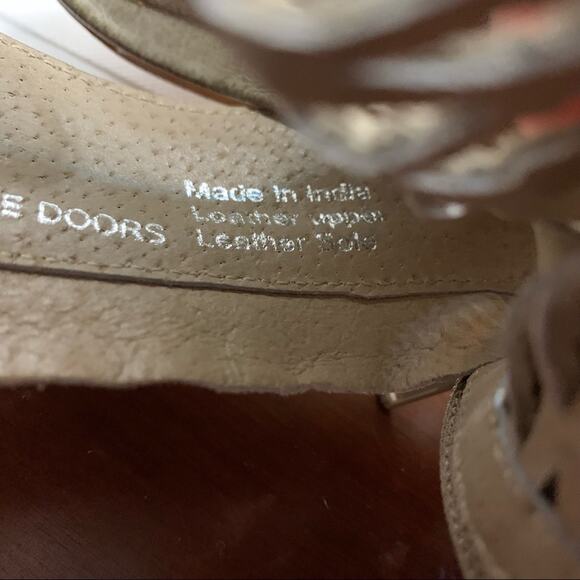 E DOORS
Made In India
Leather upper
Leather Sole